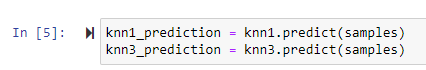 In [5]:
knn1_prediction = knn1.predict(samples)
knn3_prediction = knn3.predict(samples)